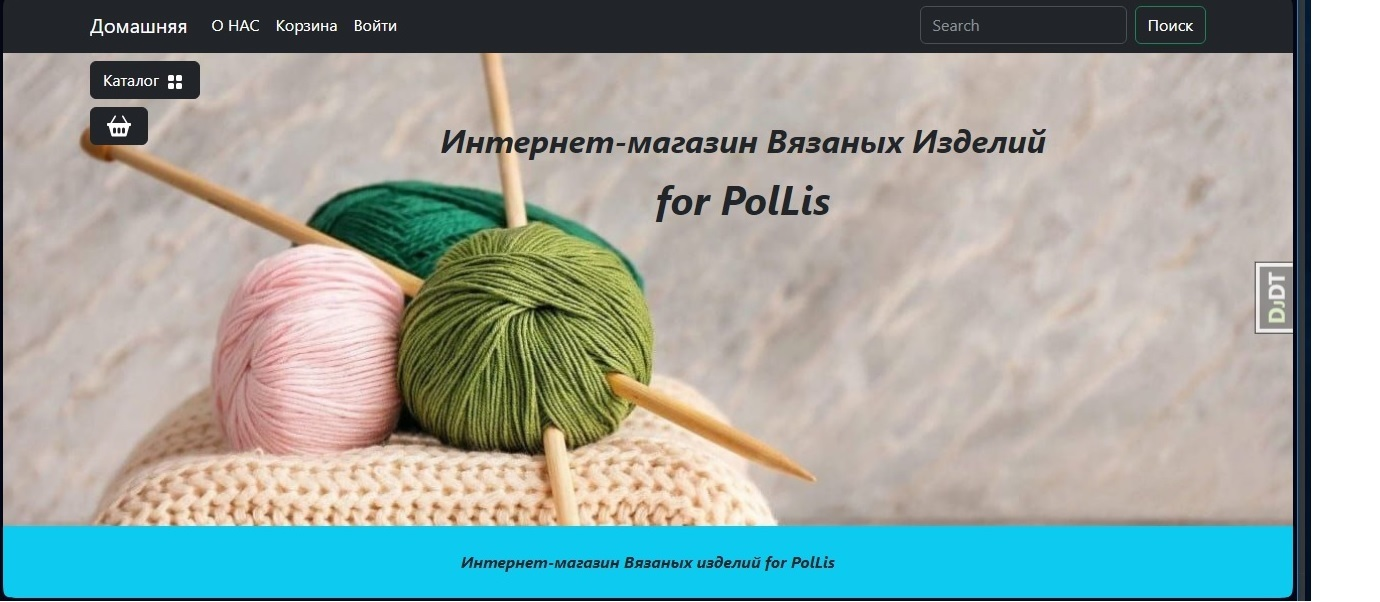 Домашняя О НАС Корзина Войти Search Поиск
Каталог
Интернет-магазин Вязаных Изделий
for PolLis
DJDT
Интернет-магазин Вязаных изделий for PolLis